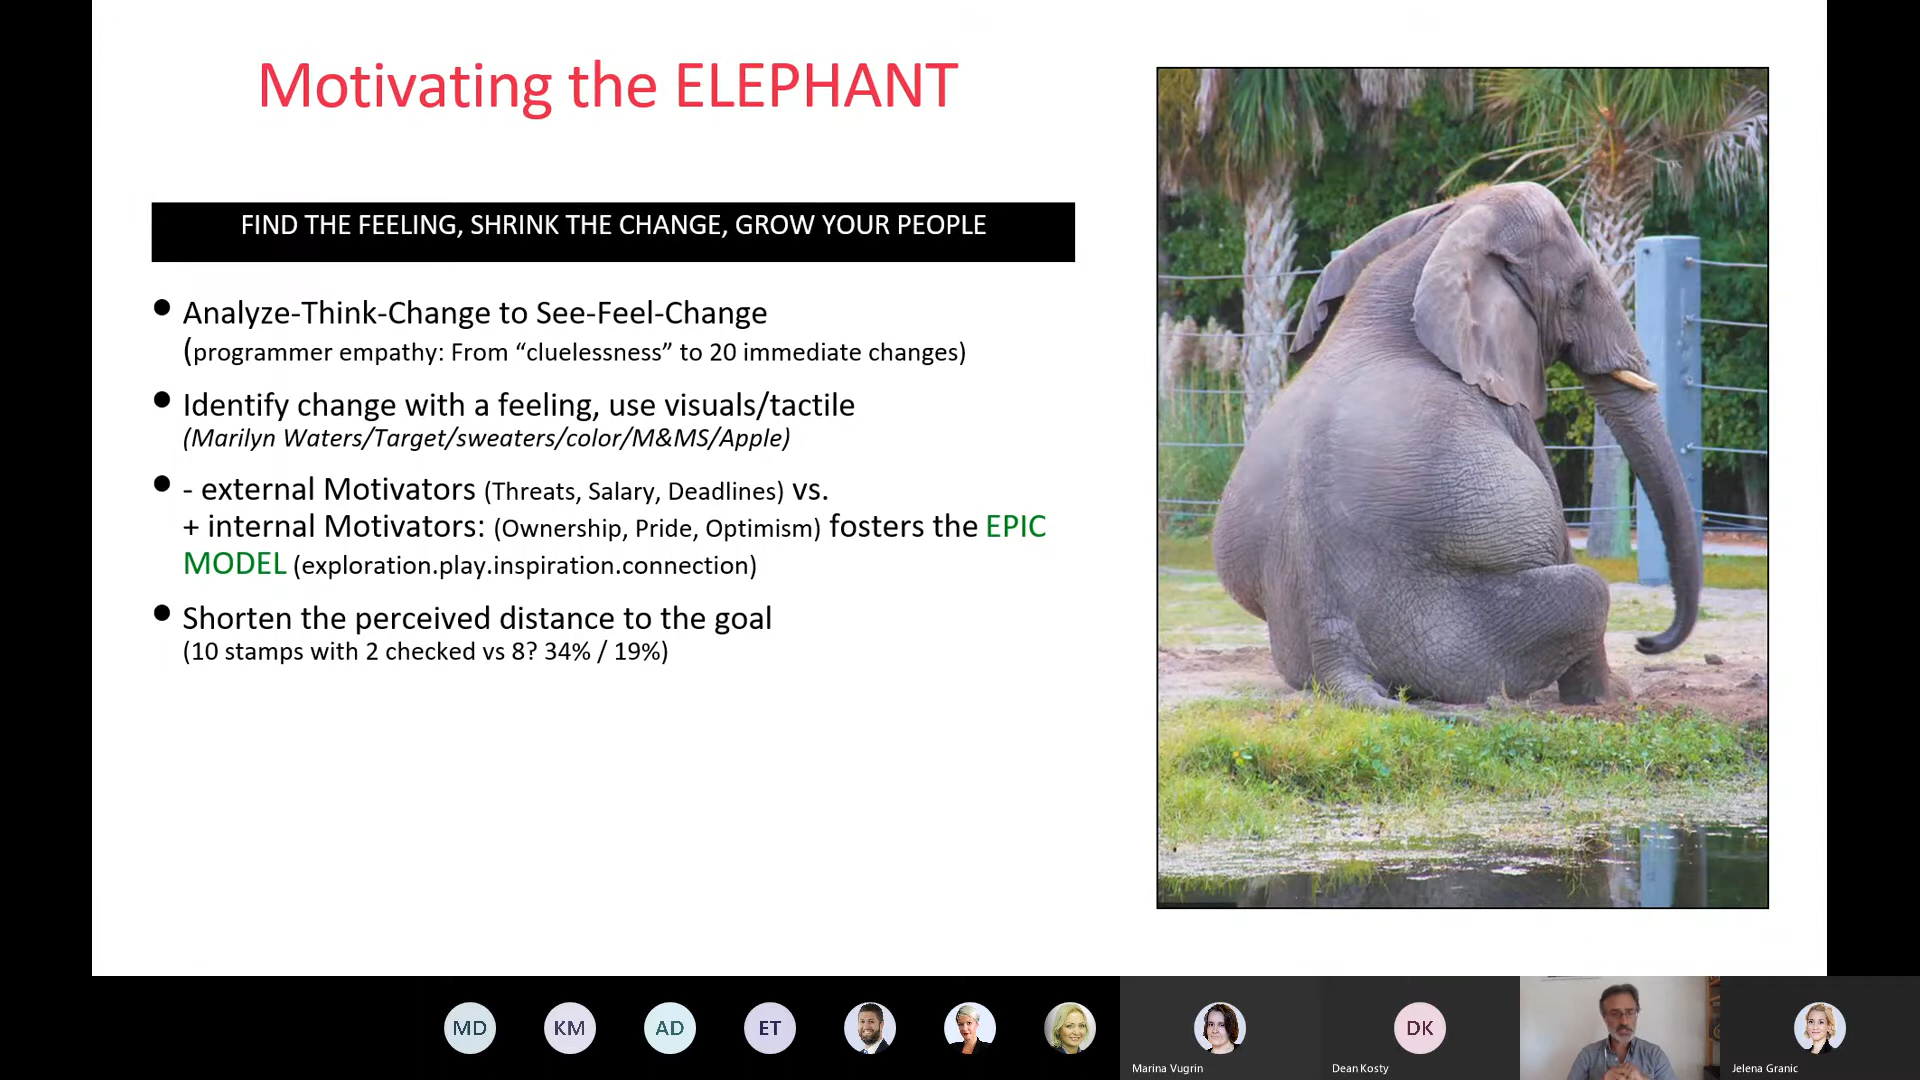 Motivating the ELEPHANT
FIND THE FEELING, SHRINK THE CHANGE, GROW YOUR PEOPLE
● Analyze-Think-Change to See-Feel-Change
(programmer empathy: From “cluelessness” to 20 immediate changes)
● Identify change with a feeling, use visuals/tactile
(Marilyn Waters/Target/sweaters/color/M&MS/Apple)
● - external Motivators (Threats, Salary, Deadlines) vs.
+ internal Motivators: (Ownership, Pride, Optimism) fosters the EPIC
MODEL (exploration.play.inspiration.connection)
● Shorten the perceived distance to the goal
(10 stamps with 2 checked vs 8? 34% / 19%)
MD KM AD ET DK
Marina Vugrin Dean Kosty Jelena Granic